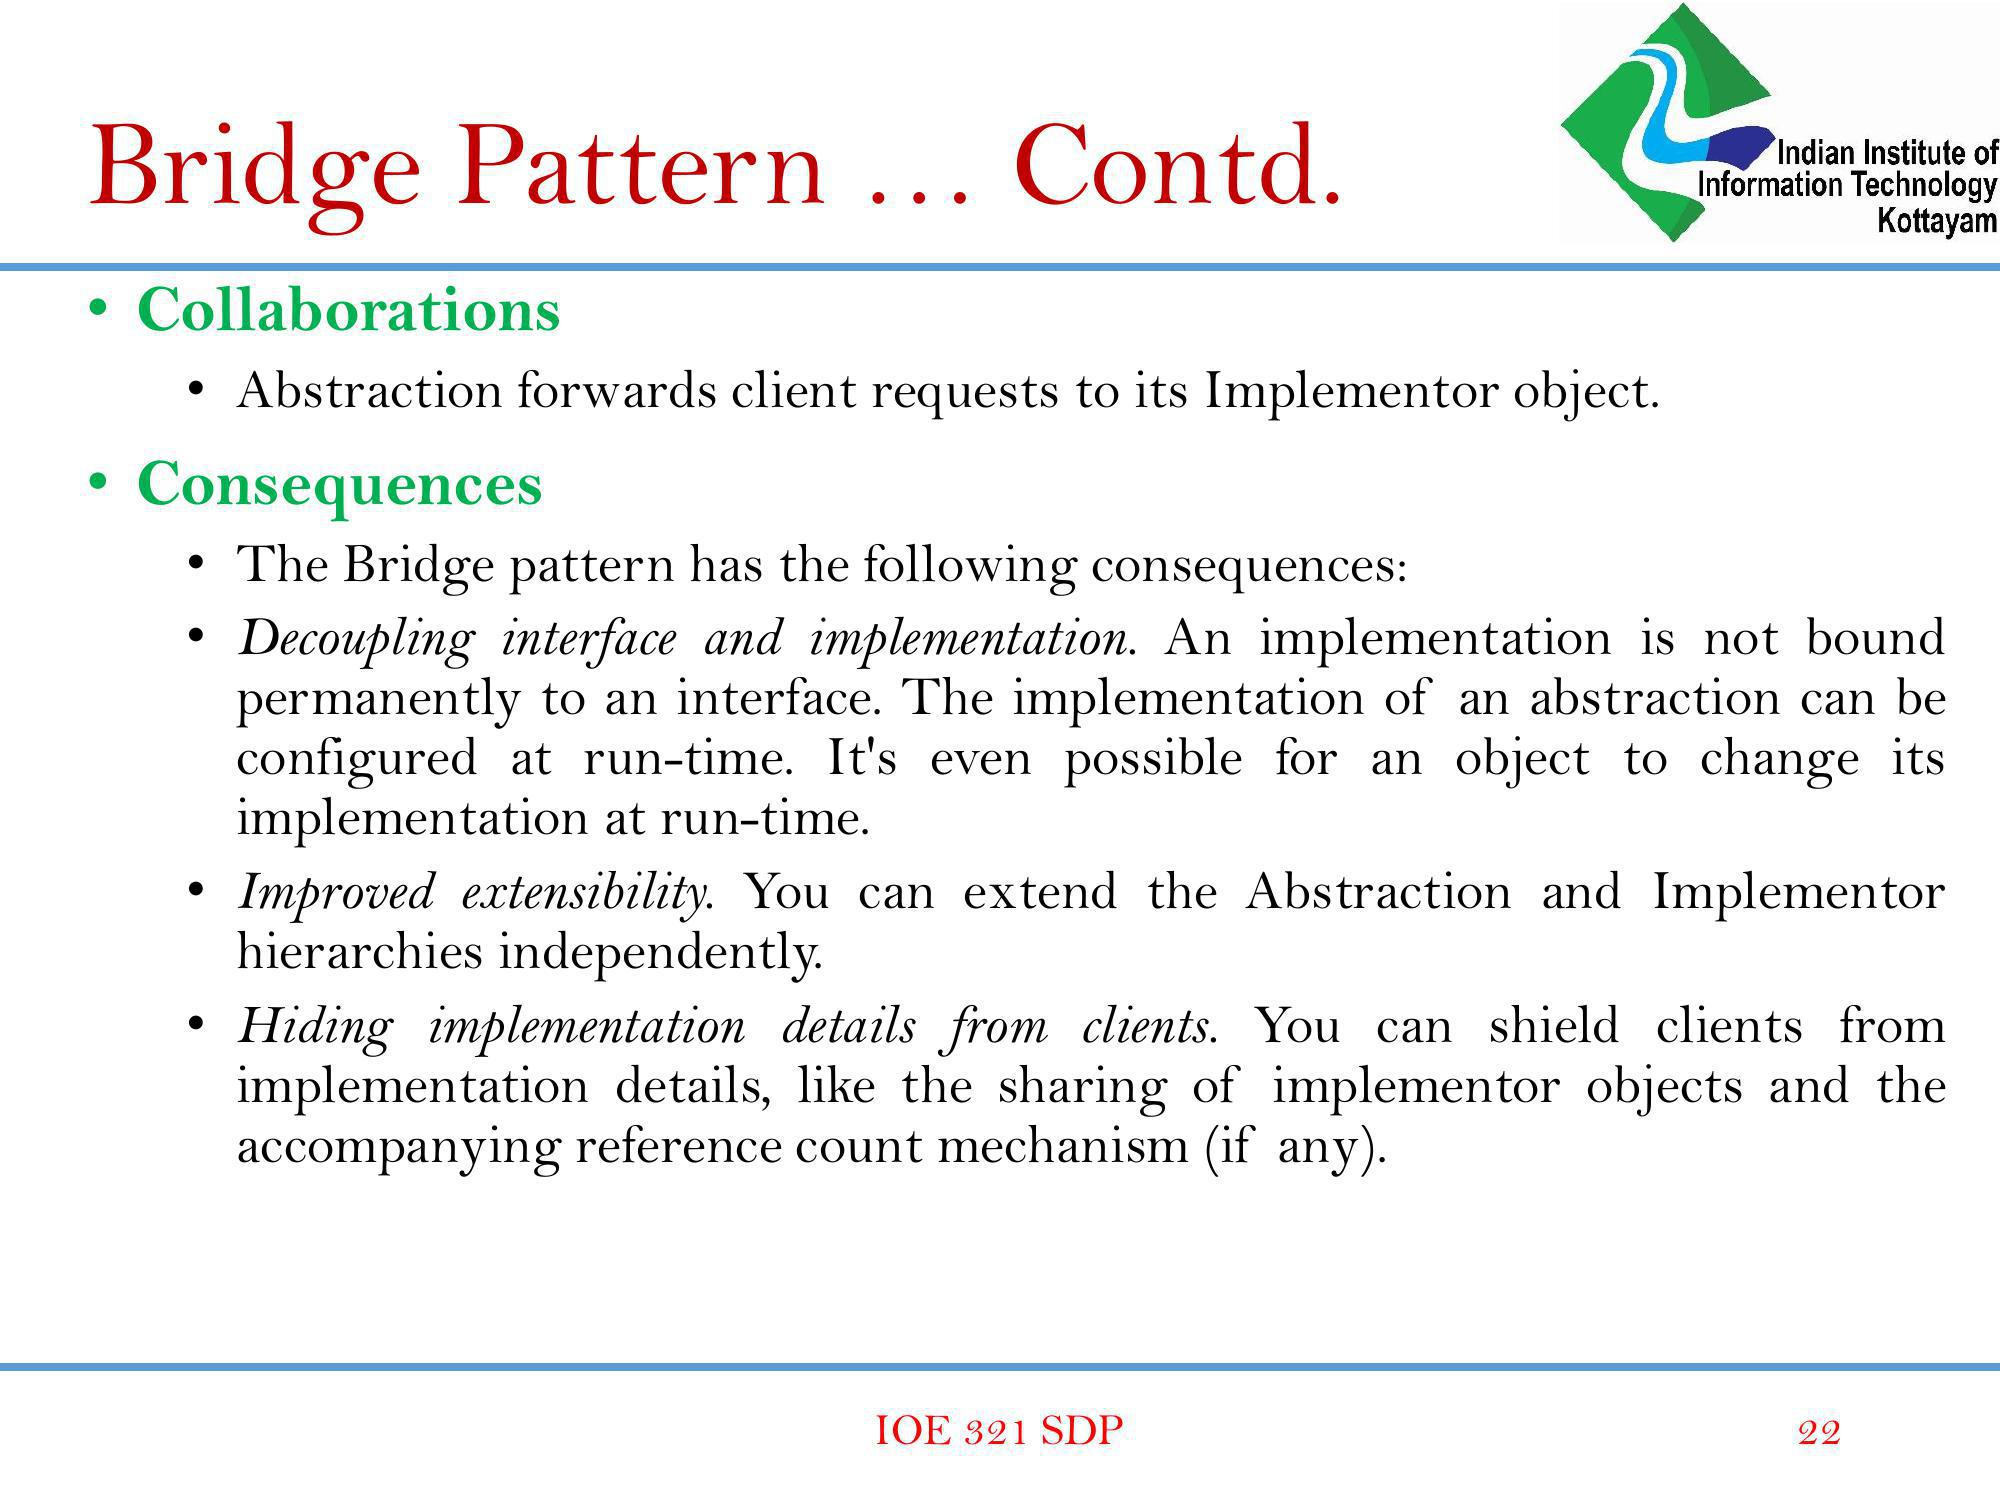 Bridge Pattern … Contd.
Indian Institute of
Information Technology
Kottayam
• Collaborations
• Abstraction forwards client requests to its Implementor object.
• Consequences
• The Bridge pattern has the following consequences:
• Decoupling interface and implementation. An implementation is not bound
permanently to an interface. The implementation of an abstraction can be
configured at run-time. It's even possible for an object to change its
implementation at run-time.
• Improved extensibility. You can extend the Abstraction and Implementor
hierarchies independently.
• Hiding implementation details from clients. You can shield clients from
implementation details, like the sharing of implementor objects and the
accompanying reference count mechanism (if any).
IOE 321 SDP
22